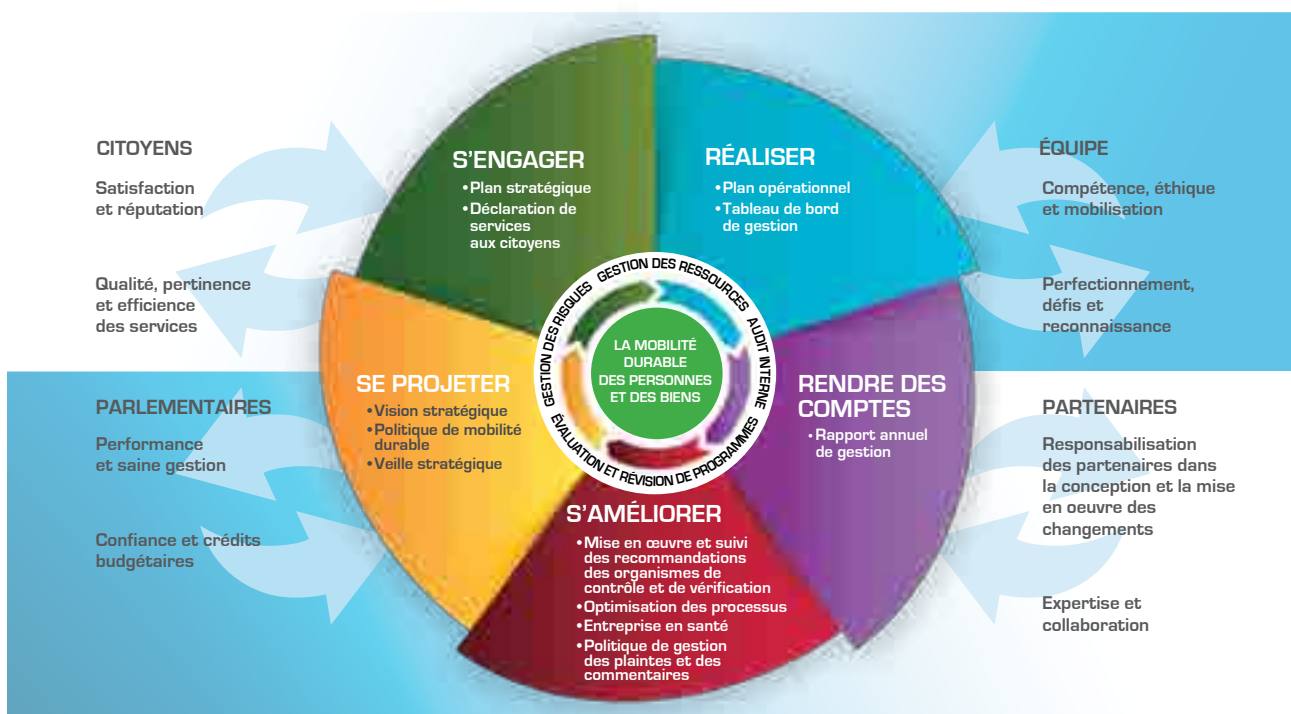 CITOYENS
Satisfaction
et réputation
Qualité, pertinence
et efficience
des services
PARLEMENTAIRES
Performance
et saine gestion
Confiance et crédits
budgétaires
S'ENGAGER
•Plan stratégique
•Déclaration de
services
aux citoyens
RÉALISER
•Plan opérationnel
•Tableau de bord
de gestion
SE PROJETER
•Vision stratégique
•Politique de mobilité
durable
•Veille stratégique
GESTION DES RISQUES
GESTION DES RESSOURCES
AUDIT INTERNE
ÉVALUATION ET RÉVISION DE PROGRAMMES
LA MOBILITÉ
DURABLE
DES PERSONNES
ET DES BIENS
RENDRE DES
COMPTES
•Rapport annuel
de gestion
S'AMÉLIORER
•Mise en œuvre et suivi
des recommandations
des organismes de
contrôle et de vérification
•Optimisation des processus
•Entreprise en santé
•Politique de gestion
des plaintes et des
commentaires
ÉQUIPE
Compétence, éthique
et mobilisation
Perfectionnement,
défis et
reconnaissance
PARTENAIRES
Responsabilisation
des partenaires dans
la conception et la mise
en oeuvre des
changements
Expertise et
collaboration